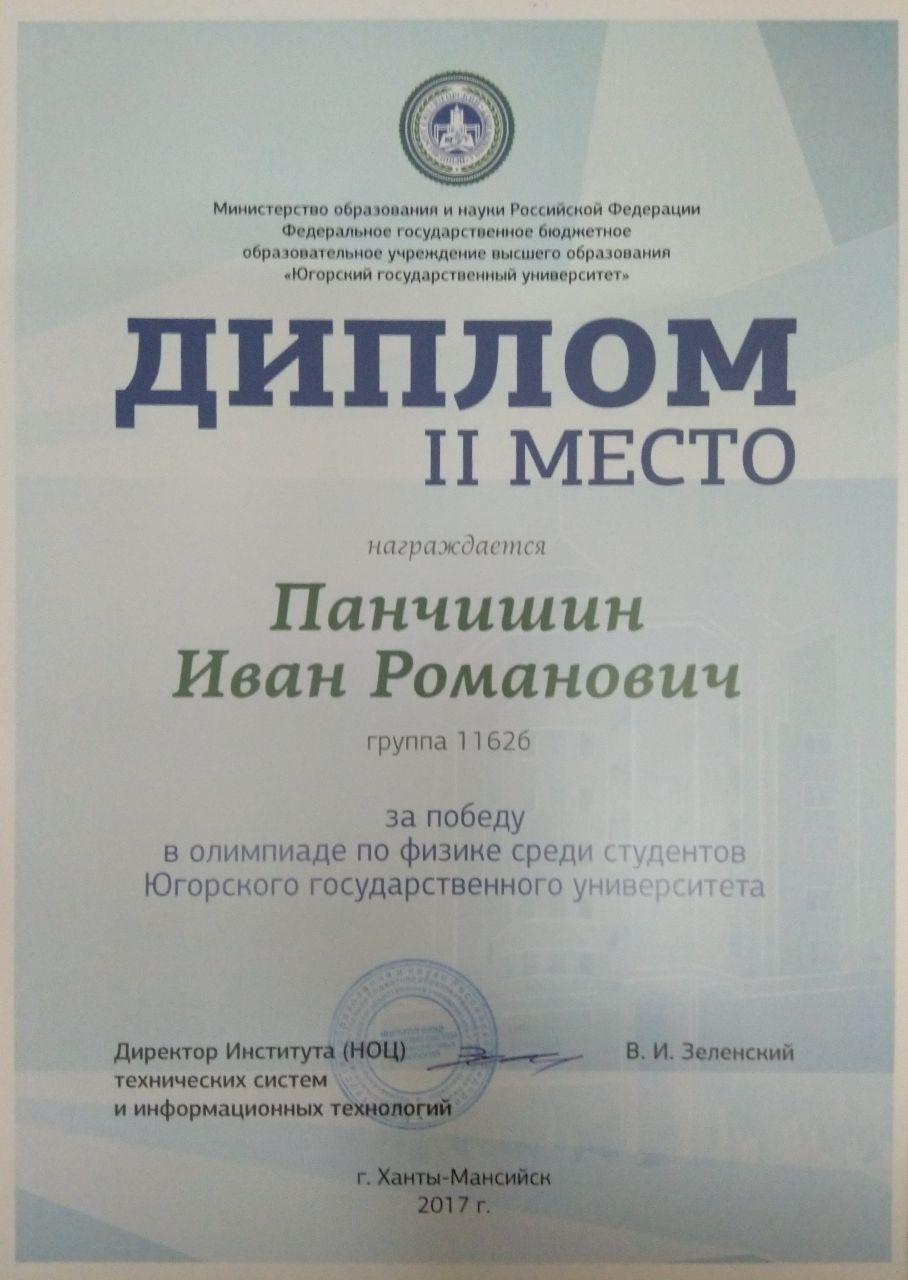 Министерство образования и науки Российской Федерации
Федеральное государственное бюджетное
образовательное учреждение высшего образования
«Югорский государственный университет»
ДИПЛОМ
II МЕСТО
награждается
Панчишин
Иван Романович
группа 1162б
за победу
в олимпиаде по физике среди студентов
Югорского государственного университета
Директор Института (НОЦ)
технических систем
и информационных технологий
В. И. Зеленский
г. Ханты-Мансийск
2017 г.